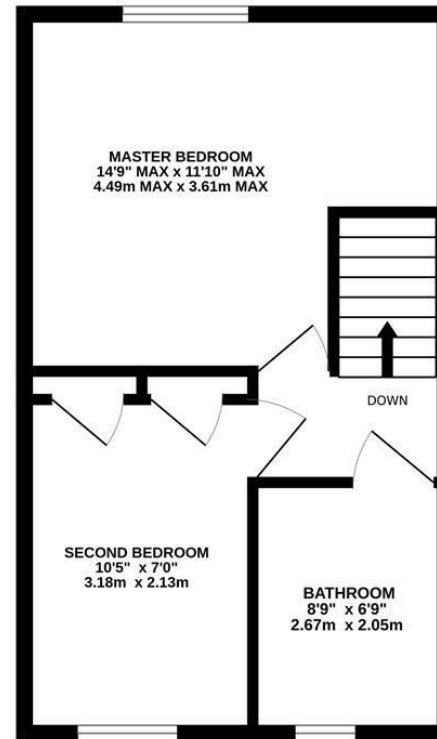 MASTER BEDROOM
14'9" MAX x 11'10" MAX
4.49m MAX x 3.61m MAX
DOWN
SECOND BEDROOM
10'5" x 7'0"
3.18m x 2.13m
BATHROOM
8'9" x 6'9"
2.67m x 2.05m